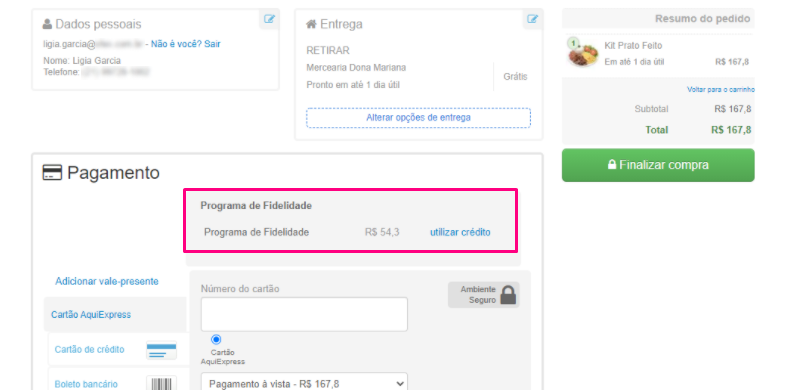 Dados pessoais
ligia.garcia@ - Não é você? Sair
Nome: Ligia Garcia
Telefone:
Entrega
RETIRAR
Mercearia Dona Mariana
Pronto em até 1 dia útil
Grátis
Alterar opções de entrega
Resumo do pedido
1
Kit Prato Feito
Em até 1 dia útil R$ 167,8
Voltar para o carrinho
Subtotal R$ 167,8
Total R$ 167,8
Finalizar compra
Pagamento
Programa de Fidelidade
Programa de Fidelidade R$ 54,3 utilizar crédito
Adicionar vale-presente
Cartão AquiExpress
Cartão de crédito
Boleto bancário
Número do cartão
Ambiente
Seguro
Cartão
AquiExpress
Pagamento à vista - R$ 167,8